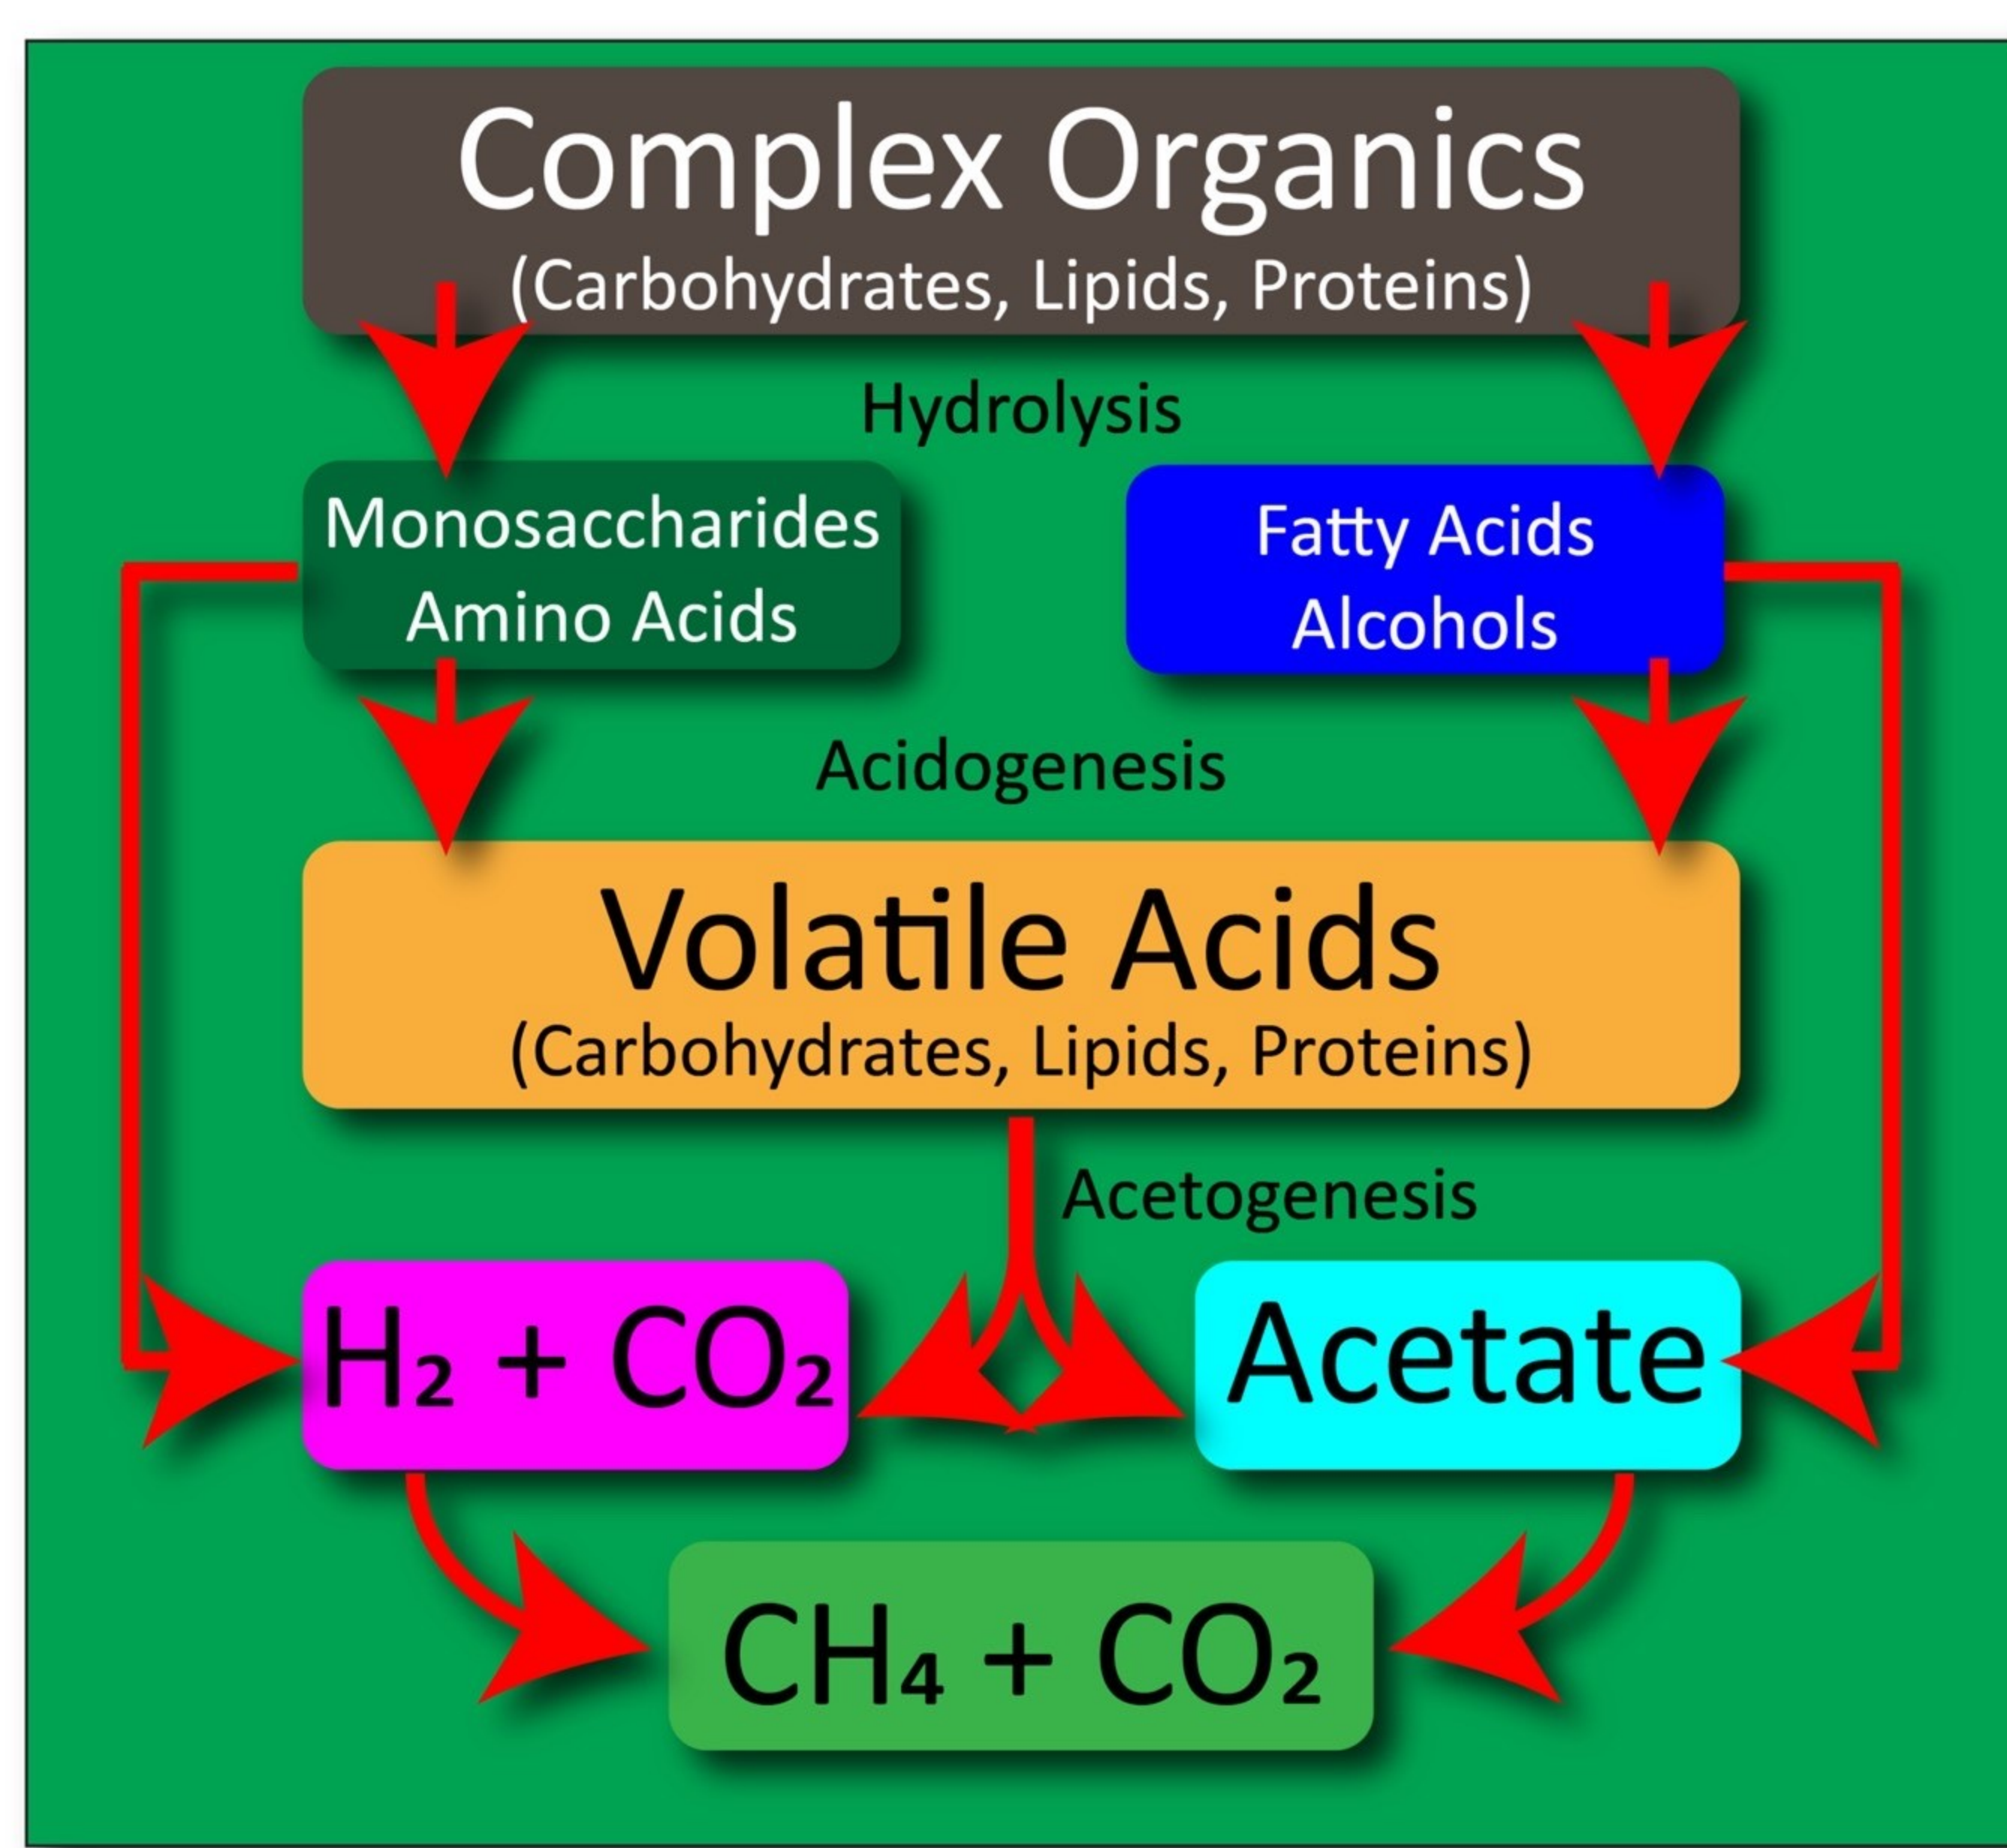 Complex Organics
(Carbohydrates, Lipids, Proteins)
Hydrolysis
Monosaccharides
Amino Acids
Fatty Acids
Alcohols
Acidogenesis
Volatile Acids
(Carbohydrates, Lipids, Proteins)
Acetogenesis
H₂ + CO₂
Acetate
CH₄ + CO₂